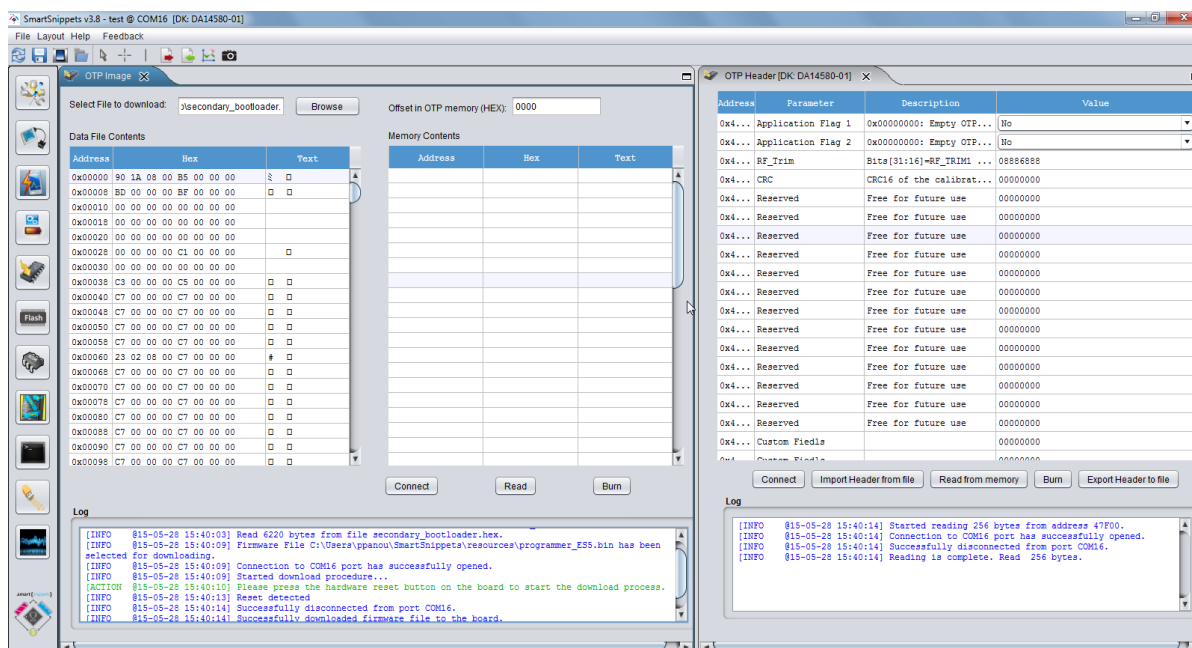 SmartSnippets v3.8 - test @ COM16 [DK: DA14580-01]
File Layout Help Feedback
OTP Image
Select File to download: :\secondary_bootloader. Browse
Offset in OTP memory (HEX): 0000
Data File Contents
Address Hex Text
0x00000 90 1A 08 00 B5 00 00 00
0x00008 BD 00 00 00 BF 00 00 00
0x00010 00 00 00 00 00 00 00 00
0x00018 00 00 00 00 00 00 00 00
0x00020 00 00 00 00 00 00 00 00
0x00028 00 00 00 00 C1 00 00 00
0x00030 00 00 00 00 00 00 00 00
0x00038 C3 00 00 00 C5 00 00 00
0x00040 C7 00 00 00 C7 00 00 00
0x00048 C7 00 00 00 C7 00 00 00
0x00050 C7 00 00 00 C7 00 00 00
0x00058 C7 00 00 00 C7 00 00 00
0x00060 23 02 08 00 C7 00 00 00 #
0x00068 C7 00 00 00 C7 00 00 00
0x00070 C7 00 00 00 C7 00 00 00
0x00078 C7 00 00 00 C7 00 00 00
0x00080 C7 00 00 00 C7 00 00 00
0x00088 C7 00 00 00 C7 00 00 00
0x00090 C7 00 00 00 C7 00 00 00
0x00098 C7 00 00 00 C7 00 00 00
Memory Contents
Address Hex Text
Connect Read Burn
Log
[INFO @15-05-28 15:40:03] Read 6220 bytes from file secondary_bootloader.hex.
[INFO @15-05-28 15:40:09] Firmware File C:\Users\ppanou\SmartSnippets\resources\programmer_ES5.bin has been
selected for downloading.
[INFO @15-05-28 15:40:09] Connection to COM16 port has successfully opened.
[INFO @15-05-28 15:40:09] Started download procedure...
[ACTION @15-05-28 15:40:10] Please press the hardware reset button on the board to start the download process.
[INFO @15-05-28 15:40:13] Reset detected
[INFO @15-05-28 15:40:14] Successfully disconnected from port COM16.
[INFO @15-05-28 15:40:14] Successfully downloaded firmware file to the board.
OTP Header [DK: DA14580-01]
Address Parameter Description Value
0x4... Application Flag 1 0x00000000: Empty OTP... No
0x4... Application Flag 2 0x00000000: Empty OTP... No
0x4... RF_Trim Bits[31:16]=RF_TRIM1 ... 08886888
0x4... CRC CRC16 of the calibrat... 00000000
0x4... Reserved Free for future use 00000000
0x4... Reserved Free for future use 00000000
0x4... Reserved Free for future use 00000000
0x4... Reserved Free for future use 00000000
0x4... Reserved Free for future use 00000000
0x4... Reserved Free for future use 00000000
0x4... Reserved Free for future use 00000000
0x4... Reserved Free for future use 00000000
0x4... Reserved Free for future use 00000000
0x4... Reserved Free for future use 00000000
0x4... Reserved Free for future use 00000000
0x4... Reserved Free for future use 00000000
0x4... Reserved Free for future use 00000000
0x4... Custom Fiedls 00000000
0x4... Custom Fiedls 00000000
Connect Import Header from file Read from memory Burn Export Header to file
Log
[INFO @15-05-28 15:40:14] Started reading 256 bytes from address 47F00.
[INFO @15-05-28 15:40:14] Connection to COM16 port has successfully opened.
[INFO @15-05-28 15:40:14] Successfully disconnected from port COM16.
[INFO @15-05-28 15:40:14] Reading is complete. Read 256 bytes.
Flash